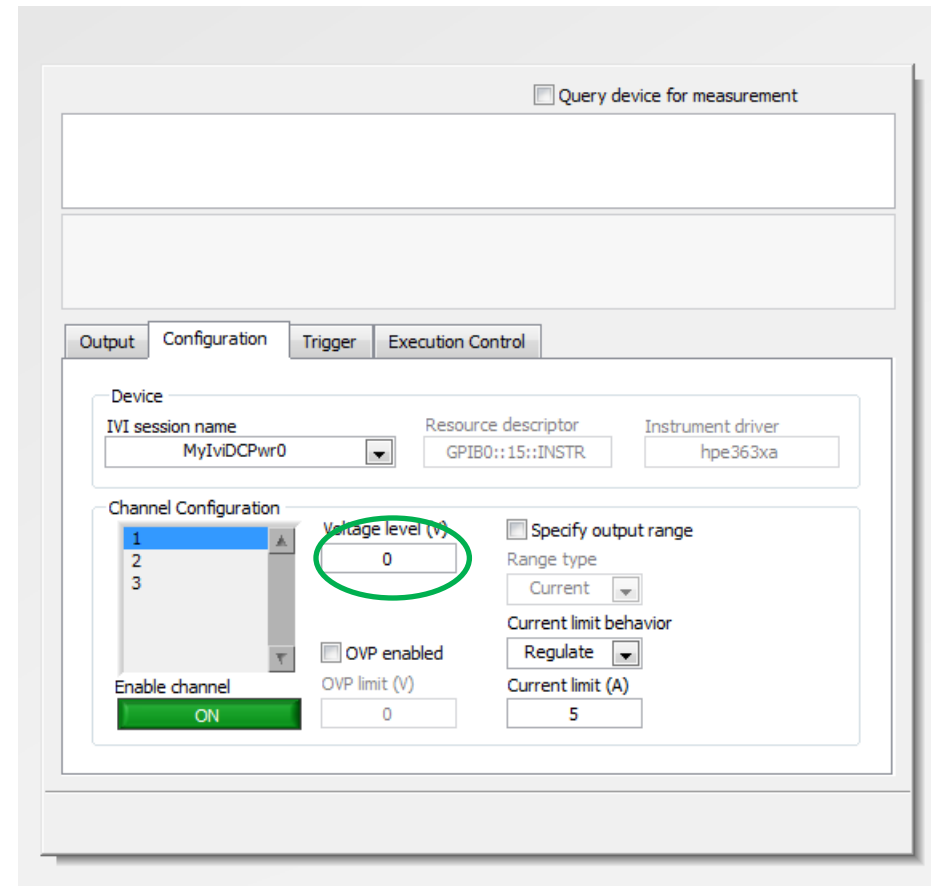 Query device for measurement
Output Configuration Trigger Execution Control
Device
IVI session name Resource descriptor Instrument driver
MyIviDCPwr0 GPIB0::15::INSTR hpe363xa
Channel Configuration
1
2
3
Enable channel
ON
Voltage level (V)
0
OVP enabled
OVP limit (V)
0
Specify output range
Range type
Current
Current limit behavior
Regulate
Current limit (A)
5